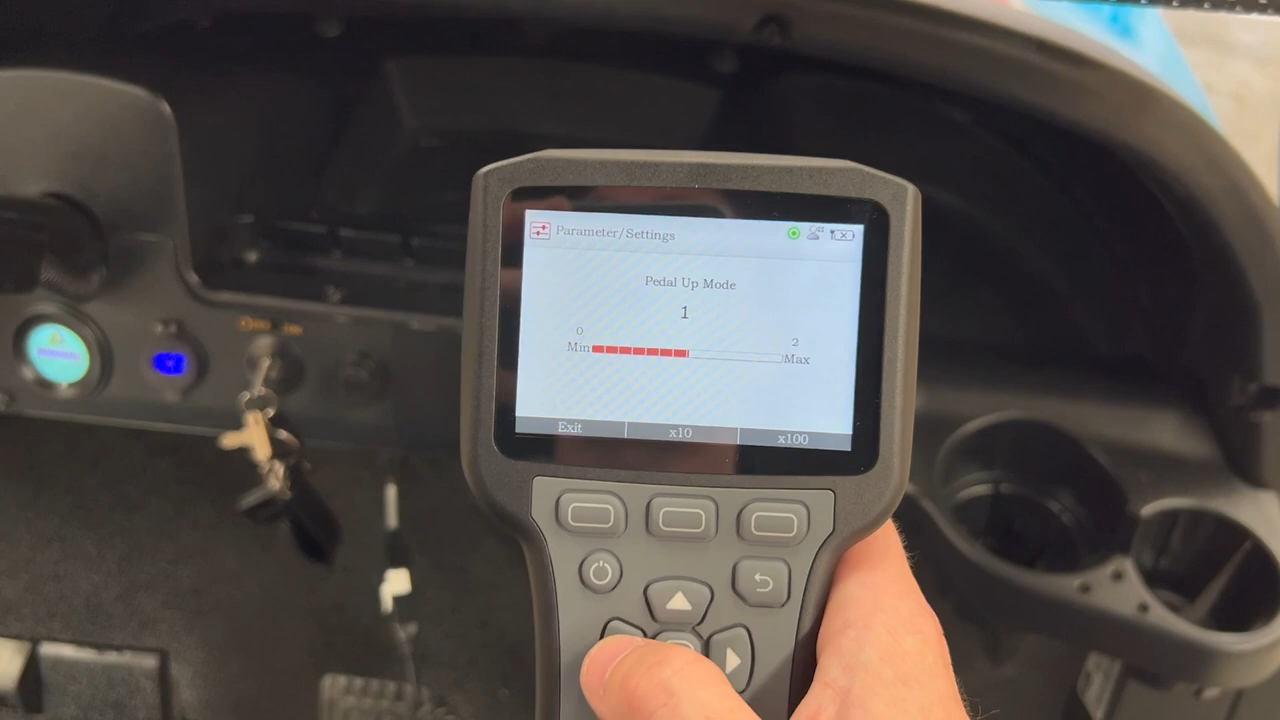 Parameter/Settings
Pedal Up Mode
1
0 2
Min Max
Exit x10 x100